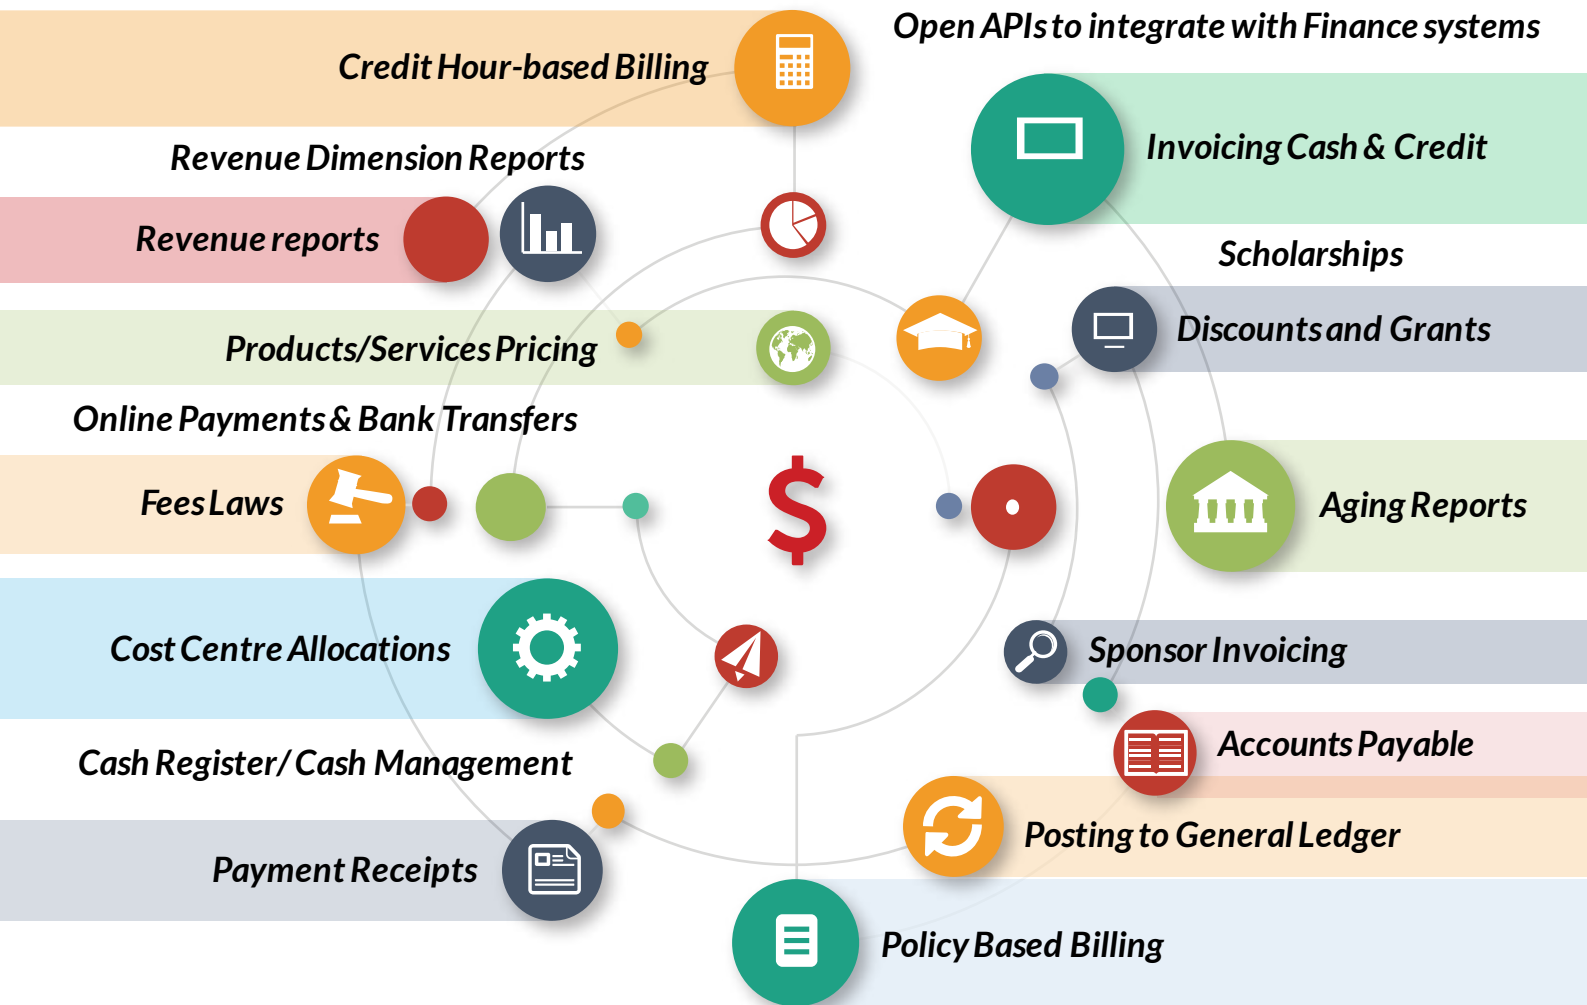 Credit Hour-based Billing
Revenue Dimension Reports
Revenue reports
Products/Services Pricing
Online Payments & Bank Transfers
Fees Laws
Cost Centre Allocations
Cash Register/ Cash Management
Payment Receipts
Open APIs to integrate with Finance systems
Invoicing Cash & Credit
Scholarships
Discounts and Grants
$
Aging Reports
Sponsor Invoicing
Accounts Payable
Posting to General Ledger
Policy Based Billing